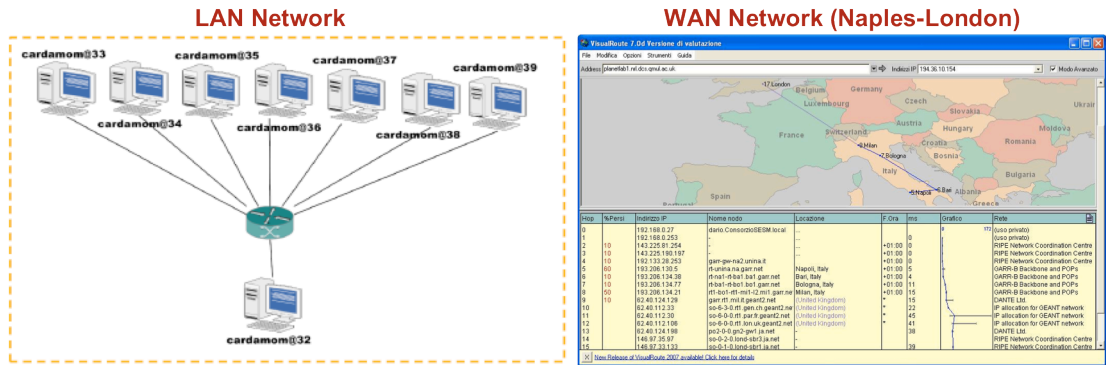 LAN Network
WAN Network (Naples-London)
cardamom@33
cardamom@35
cardamom@37
cardamom@39
cardamom@34
cardamom@36
cardamom@38
cardamom@32
VisualRoute 7.0d Versione di valutazione
File Modifica Opzioni Strumenti Guida
Address planetlab1.nrl.dcs.qmul.ac.uk Indirizzi IP 194.36.10.154 Modo Avanzato
-17.London
Belgium
Germany
Luxembourg
Czech
Slovakia
Ukrair
France
Switzerland
Austria
Hungary
Moldova
Croatia
Romania
-8.Milan
-7.Bologna
Bosnia
Italy
Bulgaria
-5.Napoli
-6.Bari
Albania
Spain
Greece
Hop %Persi Indirizzo IP Nome nodo Locazione F.Ora ms Grafico Rete
0 192.168.0.27 dario.ConsorzioSESM.local ... 0 172 (uso privato)
1 192.168.0.253 - ... 0 (uso privato)
2 10 143.225.81.254 - ... +01:00 0 RIPE Network Coordination Centre
3 10 143.225.190.197 - ... +01:00 0 RIPE Network Coordination Centre
4 10 192.133.28.253 garr-gw-na2.unina.it ... +01:00 0 RIPE Network Coordination Centre
5 60 193.206.130.5 rt-unina.na.garr.net Napoli, Italy +01:00 5 GARR-B Backbone and POPs
6 10 193.206.134.38 rt-na1-rt-ba1.ba1.garr.net Bari, Italy +01:00 4 GARR-B Backbone and POPs
7 10 193.206.134.77 rt-ba1-rt-bo1.bo1.garr.net Bologna, Italy +01:00 11 GARR-B Backbone and POPs
8 50 193.206.134.21 rt1-bo1-rt1-mi1-l2.mi1.garr.ne Milan, Italy +01:00 15 GARR-B Backbone and POPs
9 10 62.40.124.129 garr.rt1.mil.it.geant2.net (United Kingdom) * 15 DANTE Ltd.
10 62.40.112.33 so-6-3-0.rt1.gen.ch.geant2.net (United Kingdom) * 22 IP allocation for GEANT network
11 62.40.112.30 so-6-0-0.rt1.par.fr.geant2.net (United Kingdom) * 45 IP allocation for GEANT network
12 62.40.112.106 so-6-0-0.rt1.lon.uk.geant2.net (United Kingdom) * 41 IP allocation for GEANT network
13 62.40.124.198 po2-0-0.gn2-gw1.ja.net - 38 DANTE Ltd.
14 146.97.35.97 so-0-2-0.lond-sbr3.ja.net - RIPE Network Coordination Centre
15 146.97.33.133 so-0-1-0.lond-sbr1.ja.net - 39 RIPE Network Coordination Centre
X New Release of VisualRoute 2007 available! Click here for details